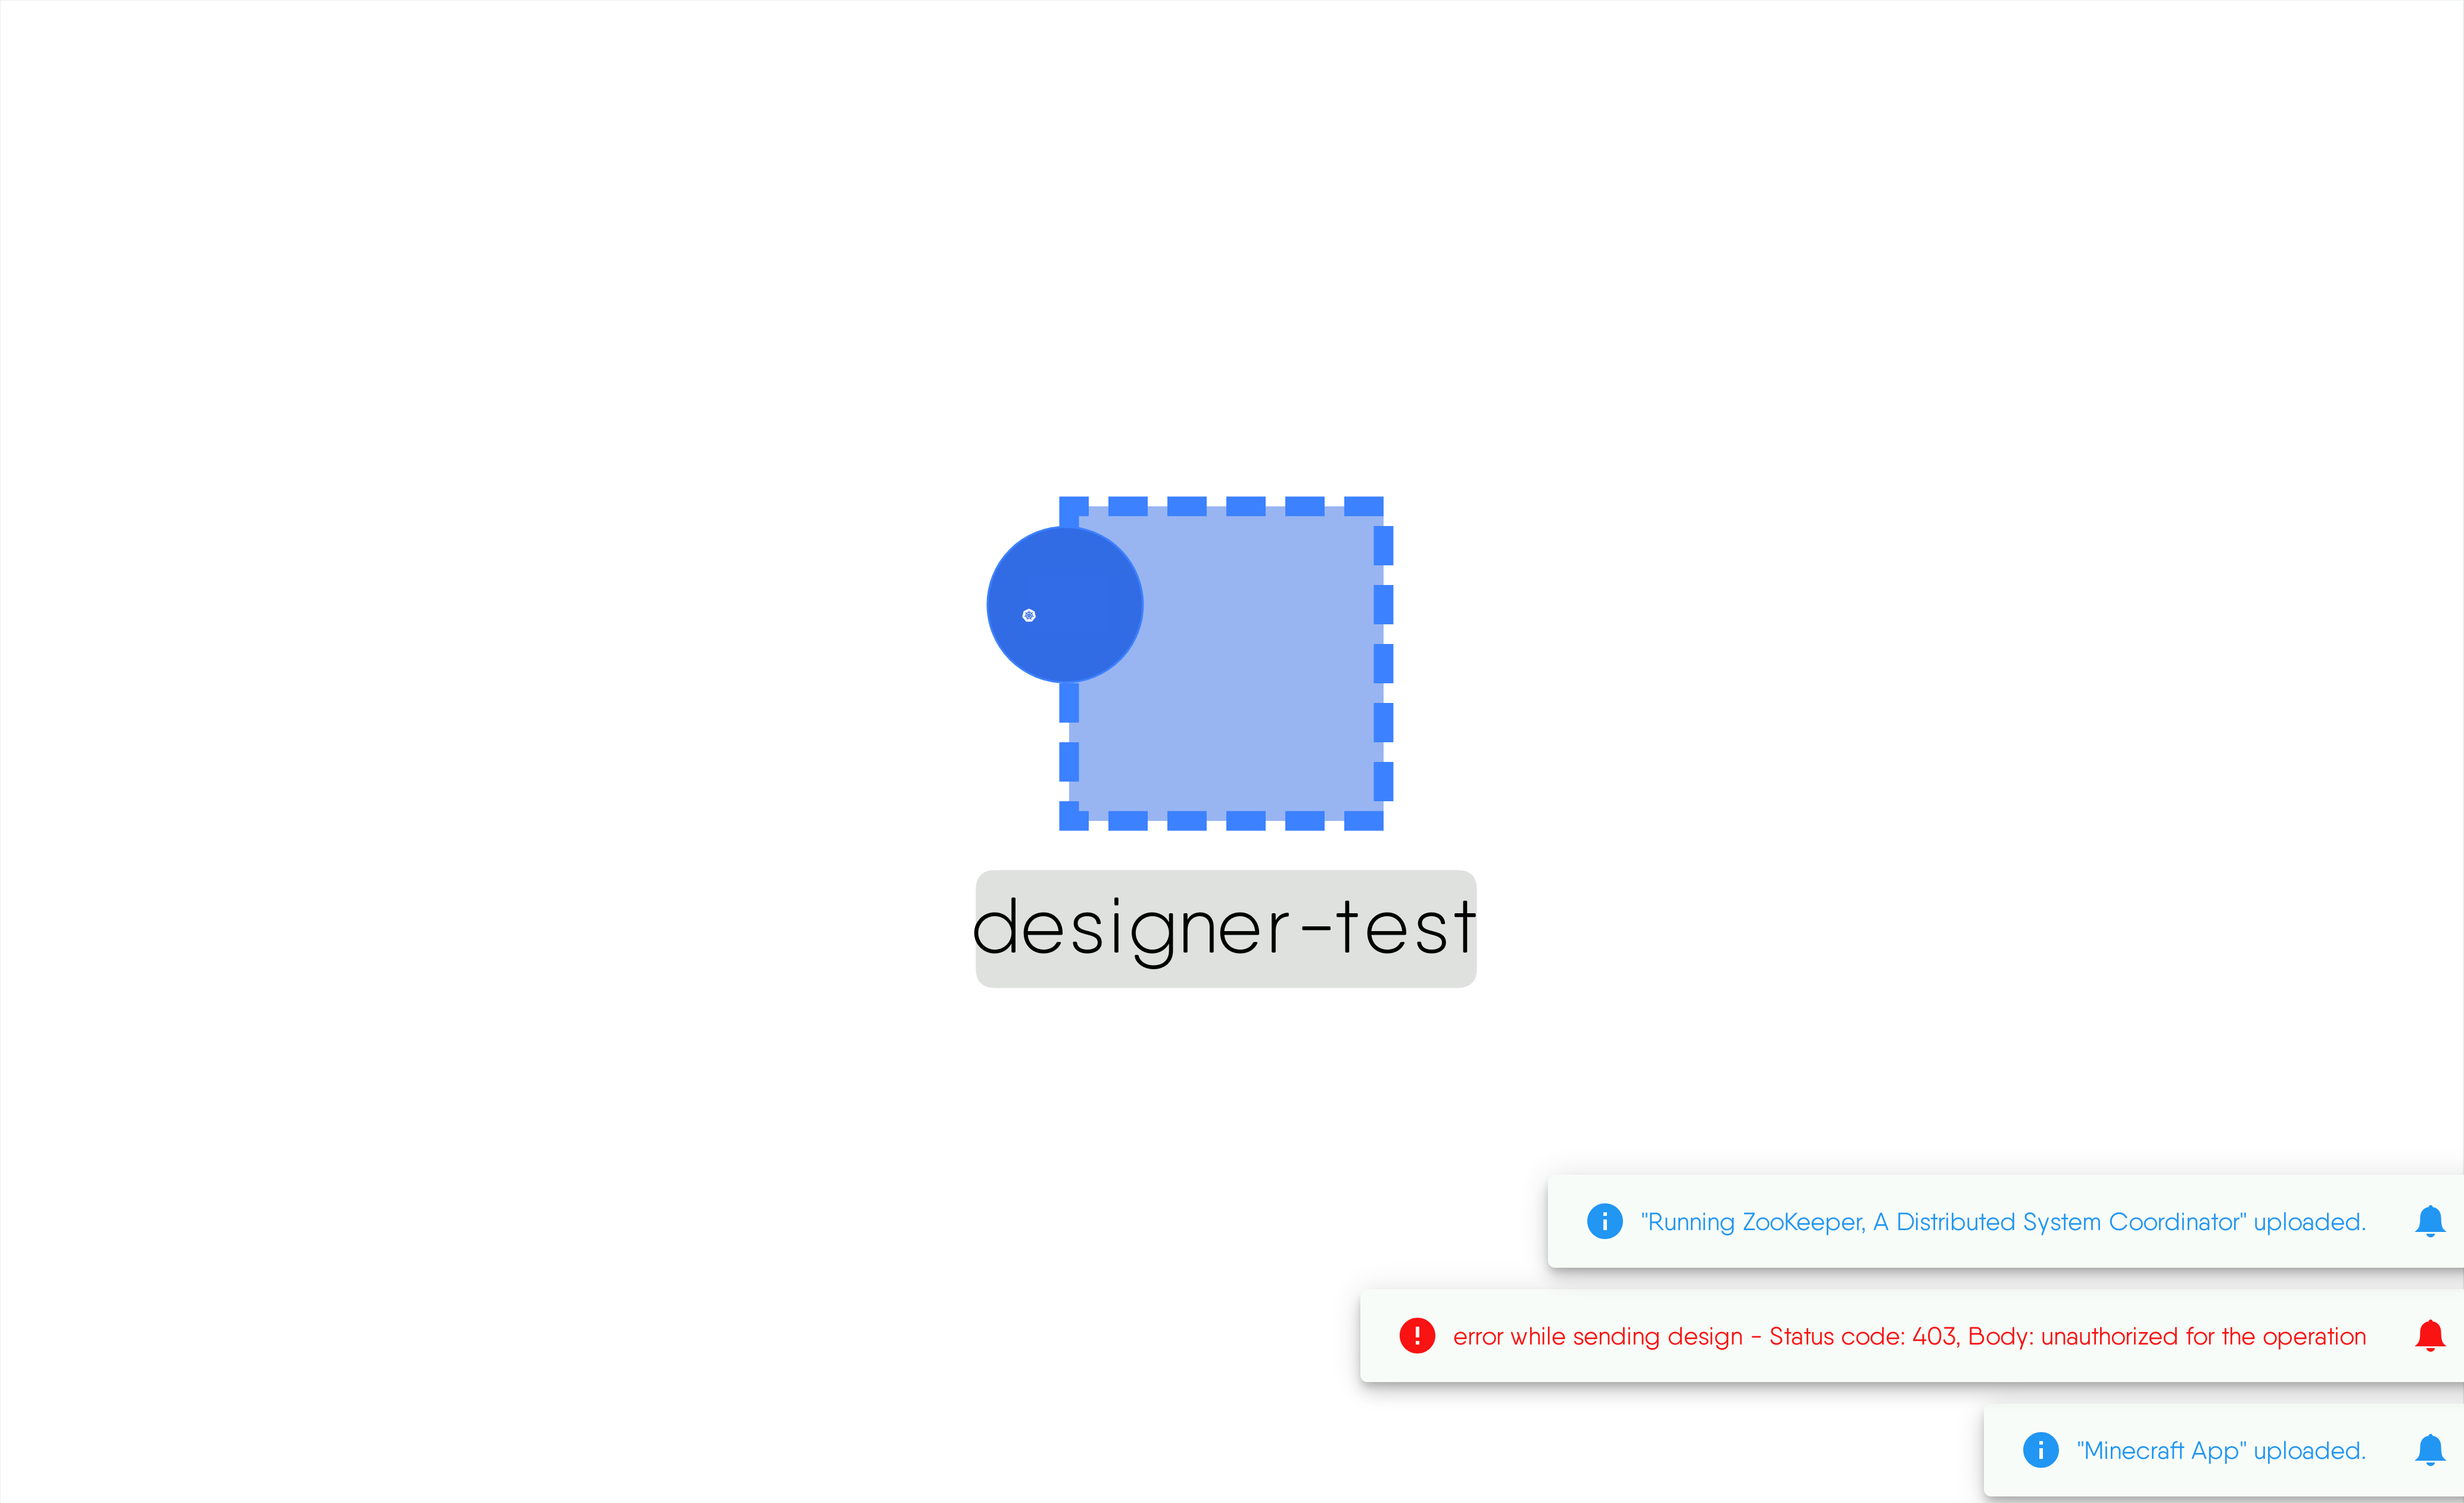 designer-test
"Running ZooKeeper, A Distributed System Coordinator" uploaded.
error while sending design - Status code: 403, Body: unauthorized for the operation
"Minecraft App" uploaded.